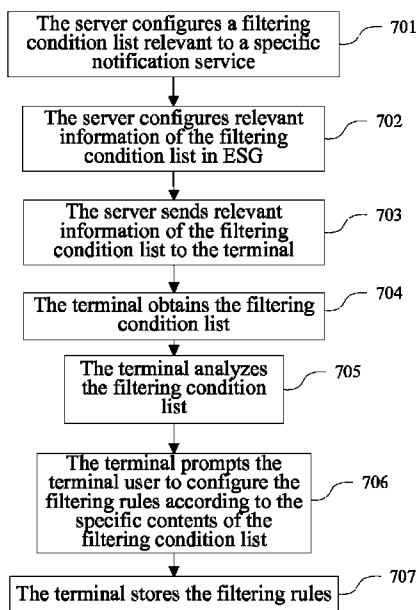 The server configures a filtering
condition list relevant to a specific
notification service
701
The server configures relevant
information of the filtering
condition list in ESG
702
The server sends relevant
information of the filtering
condition list to the terminal
703
The terminal obtains the filtering
condition list
704
The terminal analyzes
the filtering condition
list
705
The terminal prompts the
terminal user to configure the
filtering rules according to the
specific contents of the
filtering condition list
706
The terminal stores the filtering rules
707